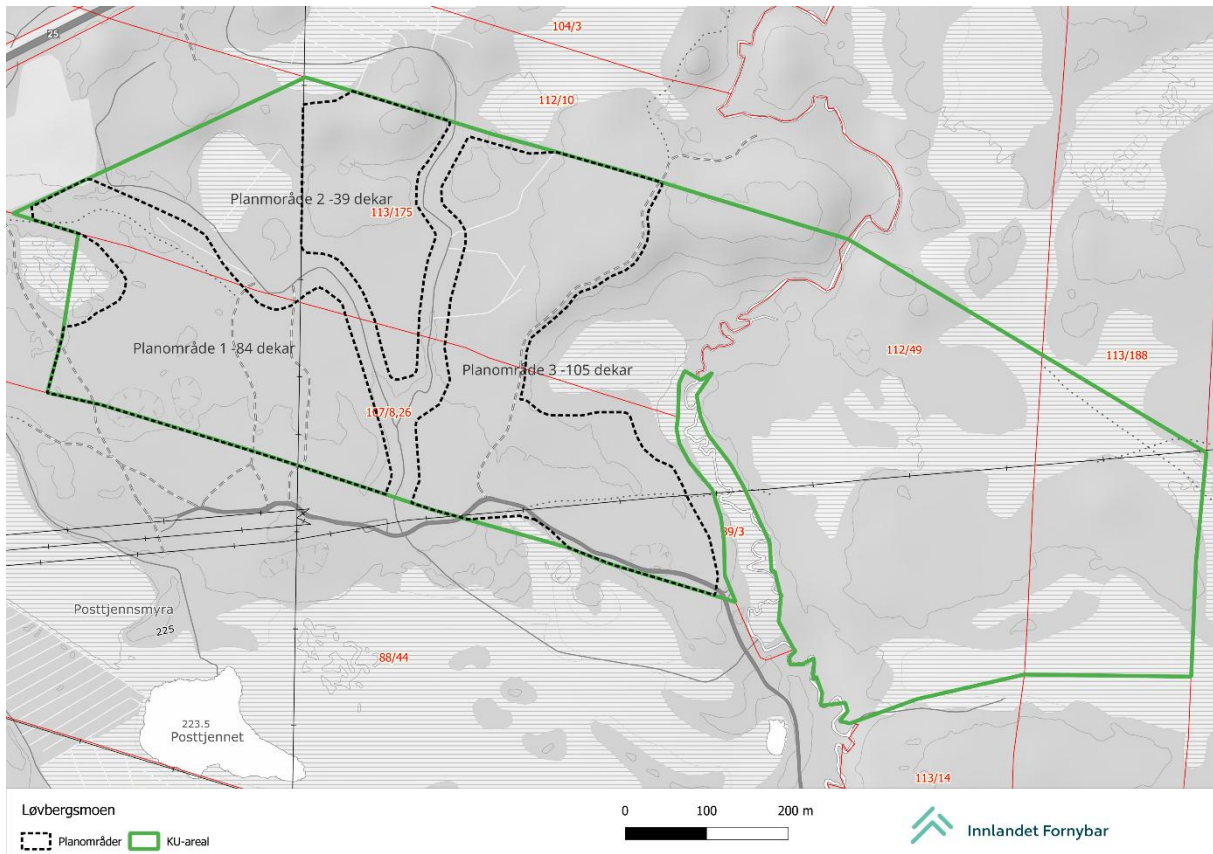 104/3
25
112/10
Planmoråde 2 -39 dekar
113/175
Planområde 1 -84 dekar
112/49
113/188
Planområde 3 -105 dekar
107/8,26
39/3
Posttjennsmyra
225
88/44
223.5
Posttjennet
113/14
Løvbergsmoen
Planområder
KU-areal
0 100 200 m
Innlandet Fornybar